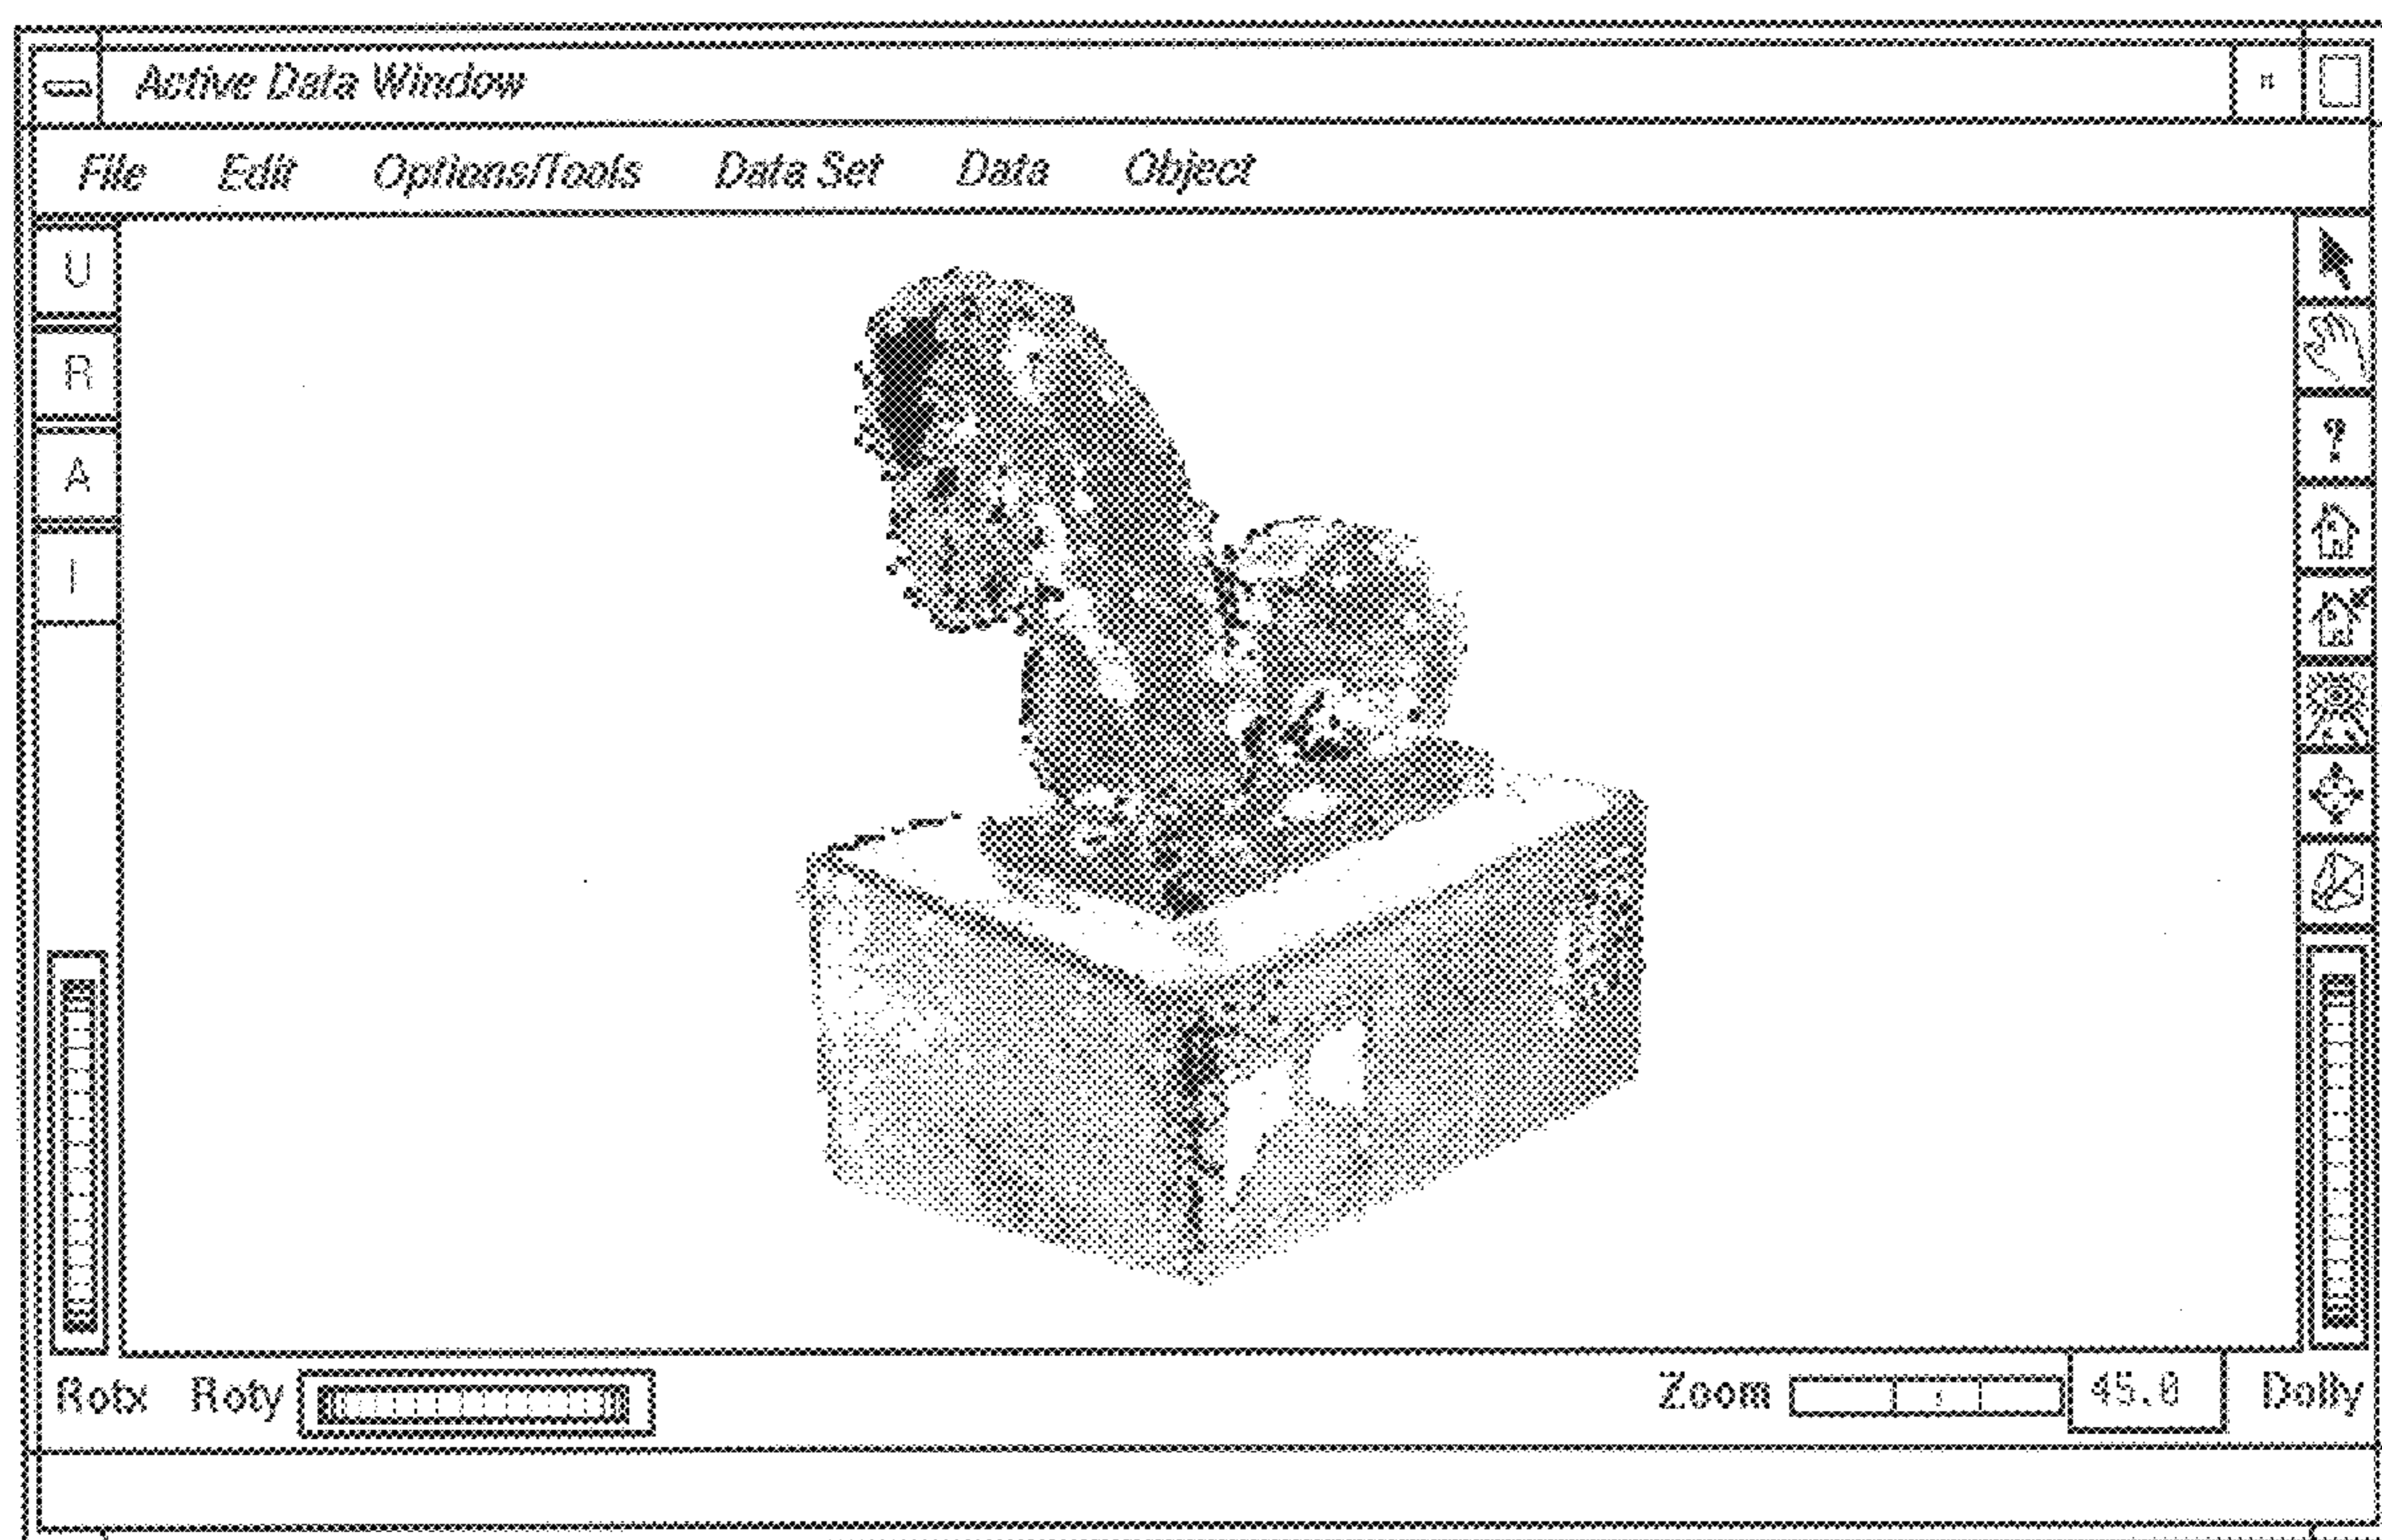 Active Data Window
File Edit Options/Tools Data Set Data Object
U
R
A
I
?
Rotx Roty Zoom 45.0 Dolly